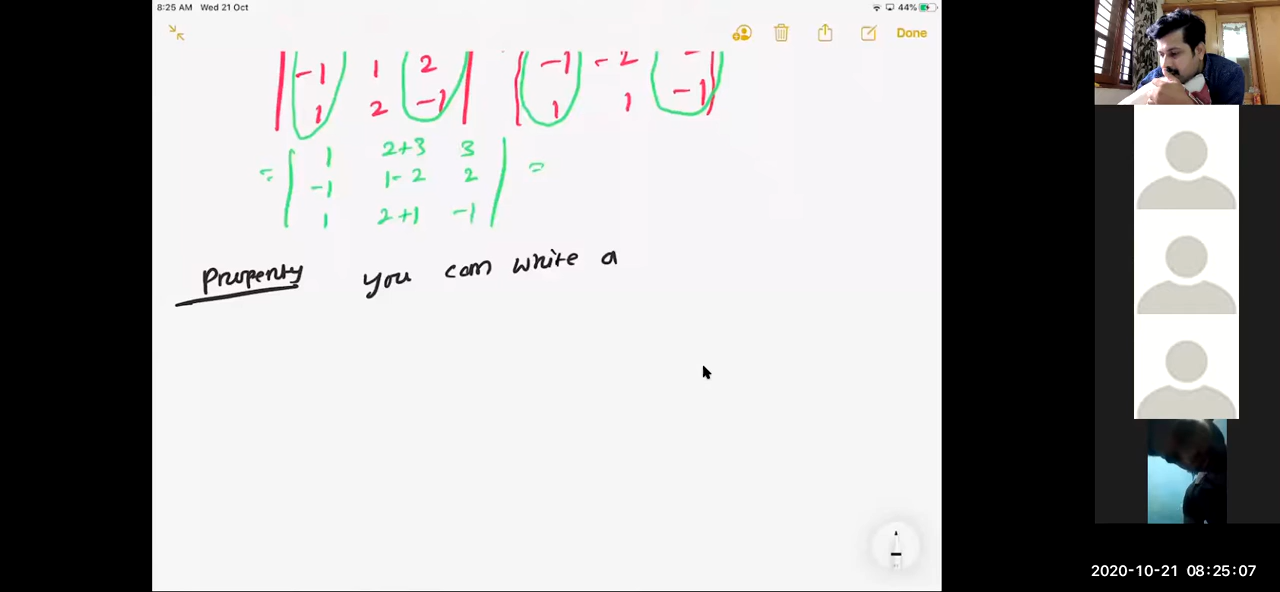 8:25 AM Wed 21 Oct 44%
Done
-1 1 2 -1 - 2 -
1 2 -1 1 1 -1
= 1 2+3 3 =
-1 1- 2 2
1 2+1 -1
Property you can write a
2020-10-21 08:25:07